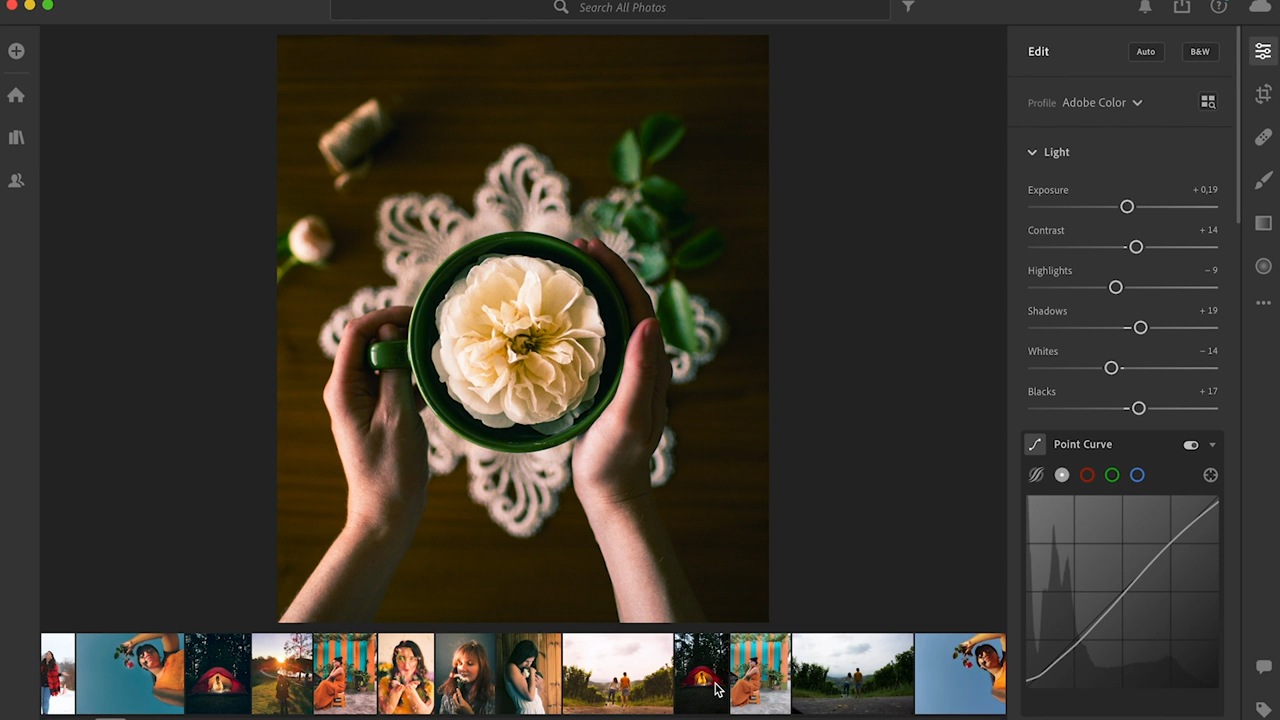 Search All Photos
Edit
Auto
B&W
Profile Adobe Color
Light
Exposure + 0,19
Contrast + 14
Highlights – 9
Shadows + 19
Whites – 14
Blacks + 17
Point Curve